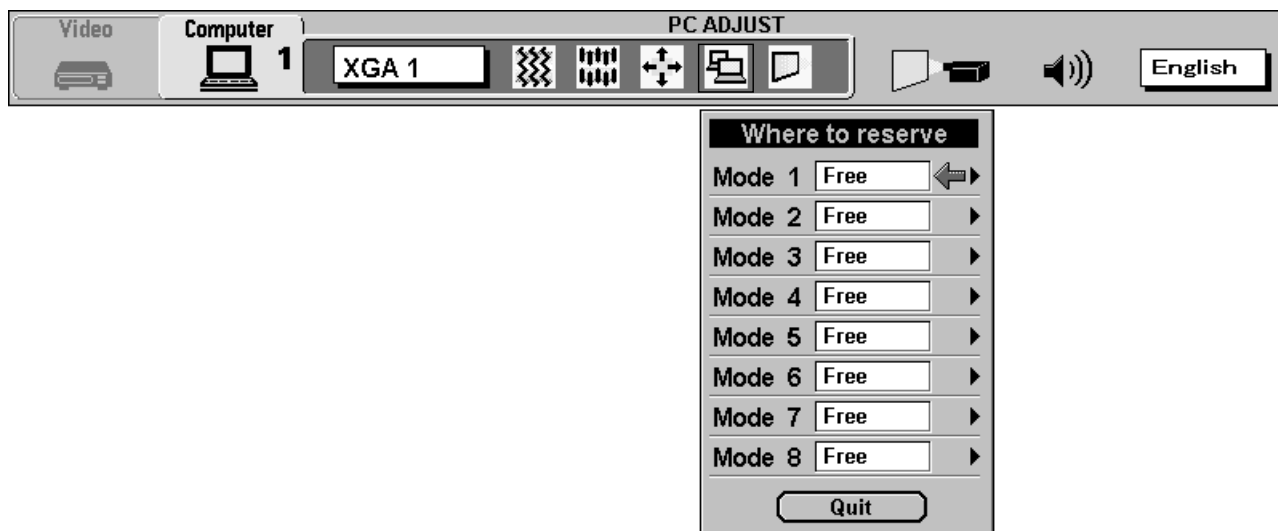 PC ADJUST
Video
Computer
1
XGA 1
English
Where to reserve
Mode 1 Free
Mode 2 Free
Mode 3 Free
Mode 4 Free
Mode 5 Free
Mode 6 Free
Mode 7 Free
Mode 8 Free
Quit